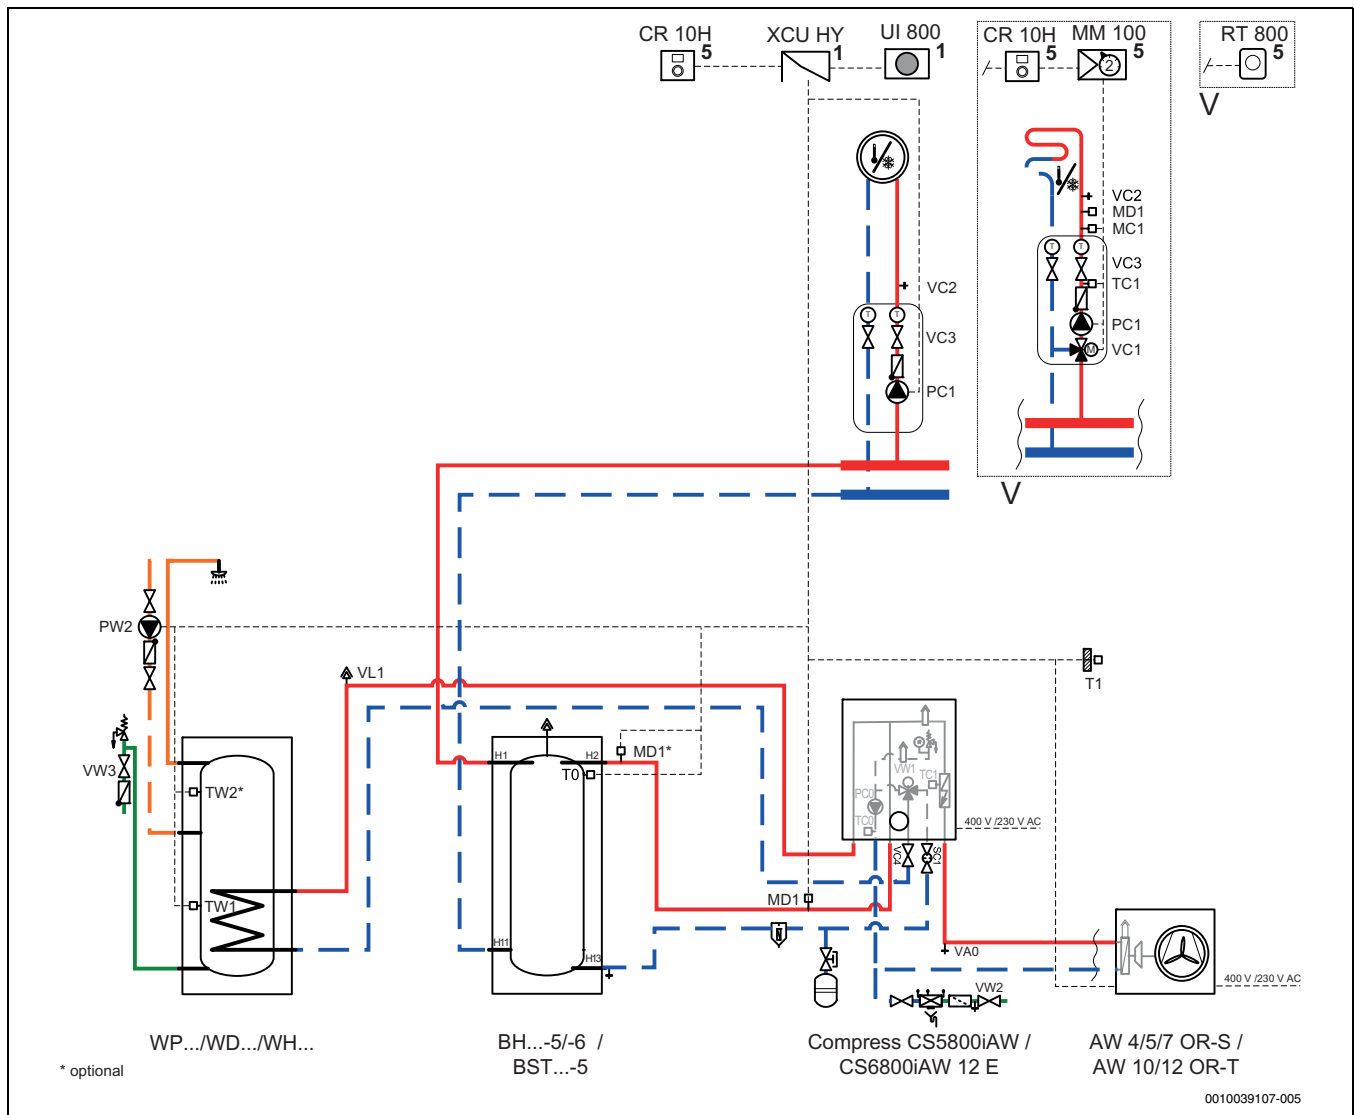 CR 10H
5
XCU HY
1
UI 800
1
CR 10H
5
MM 100
5
2
RT 800
5
V
VC2
MD1
MC1
T
T
VC3
TC1
PC1
M
VC1
VC2
T
T
VC3
PC1
V
PW2
VL1
T1
VW3
TW2*
TW1
H1
H2
MD1*
T0
H11
H13
VW1
TC1
PC0
TC0
400 V /230 V AC
VC4
SC1
MD1
VA0
VW2
400 V /230 V AC
WP.../WD.../WH...
BH...-5/-6 /
BST...-5
Compress CS5800iAW /
CS6800iAW 12 E
AW 4/5/7 OR-S /
AW 10/12 OR-T
* optional
0010039107-005